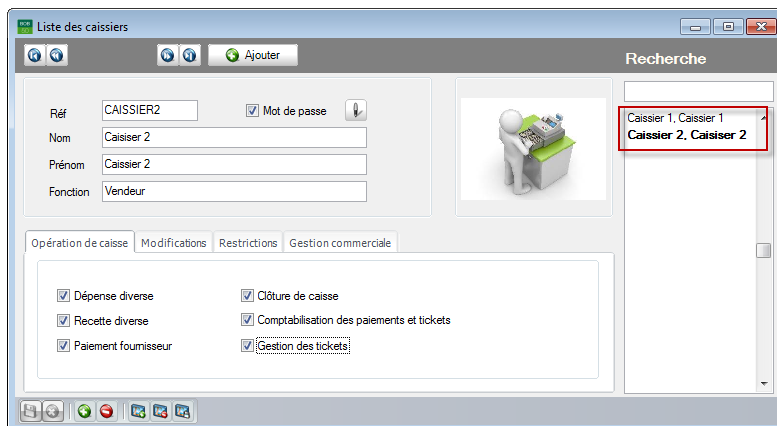 Liste des caissiers
Ajouter
Recherche
Réf CAISSIER2 Mot de passe
Nom Caisiser 2
Prénom Caissier 2
Fonction Vendeur
Caissier 1, Caissier 1
Caissier 2, Caisiser 2
Opération de caisse Modifications Restrictions Gestion commerciale
Dépense diverse Clôture de caisse
Recette diverse Comptabilisation des paiements et tickets
Paiement fournisseur Gestion des tickets